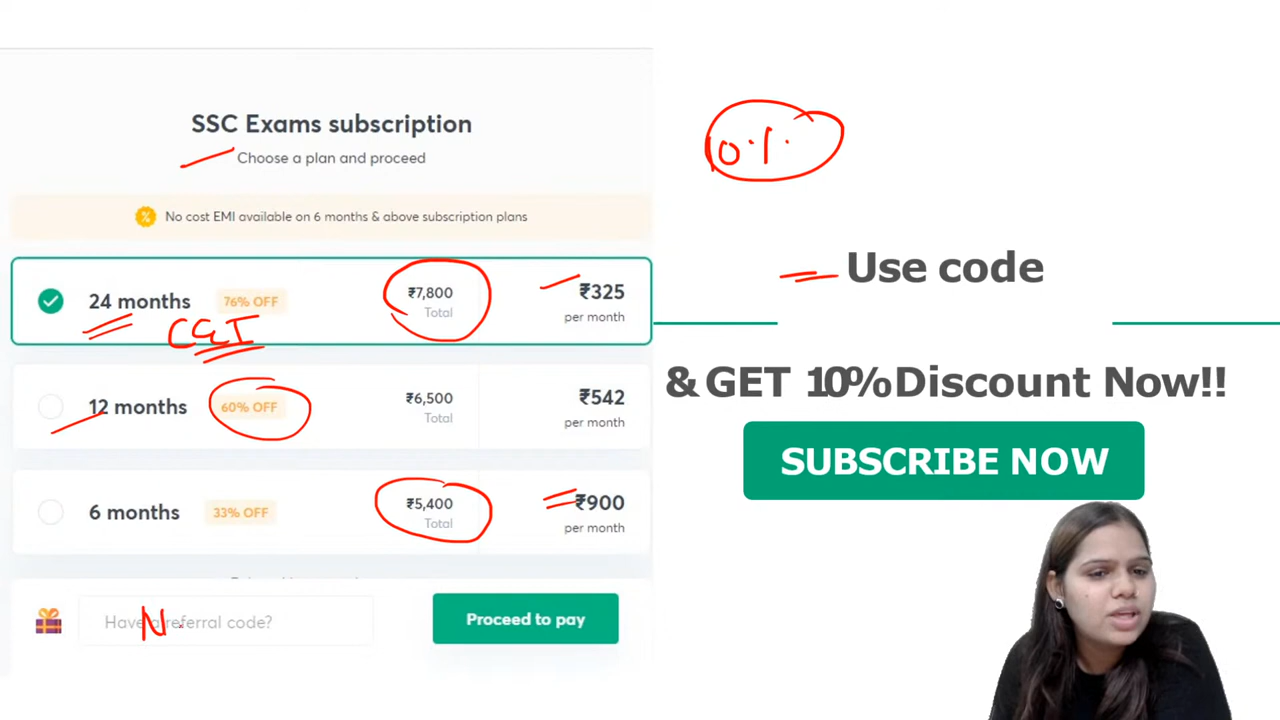 SSC Exams subscription
Choose a plan and proceed
No cost EMI available on 6 months & above subscription plans
24 months 76% OFF ₹7,800 Total ₹325 per month
CGI
12 months 60% OFF ₹6,500 Total ₹542 per month
6 months 33% OFF ₹5,400 Total ₹900 per month
Have a referral code?
N
Proceed to pay
10%
Use code
& GET 10% Discount Now!!
SUBSCRIBE NOW